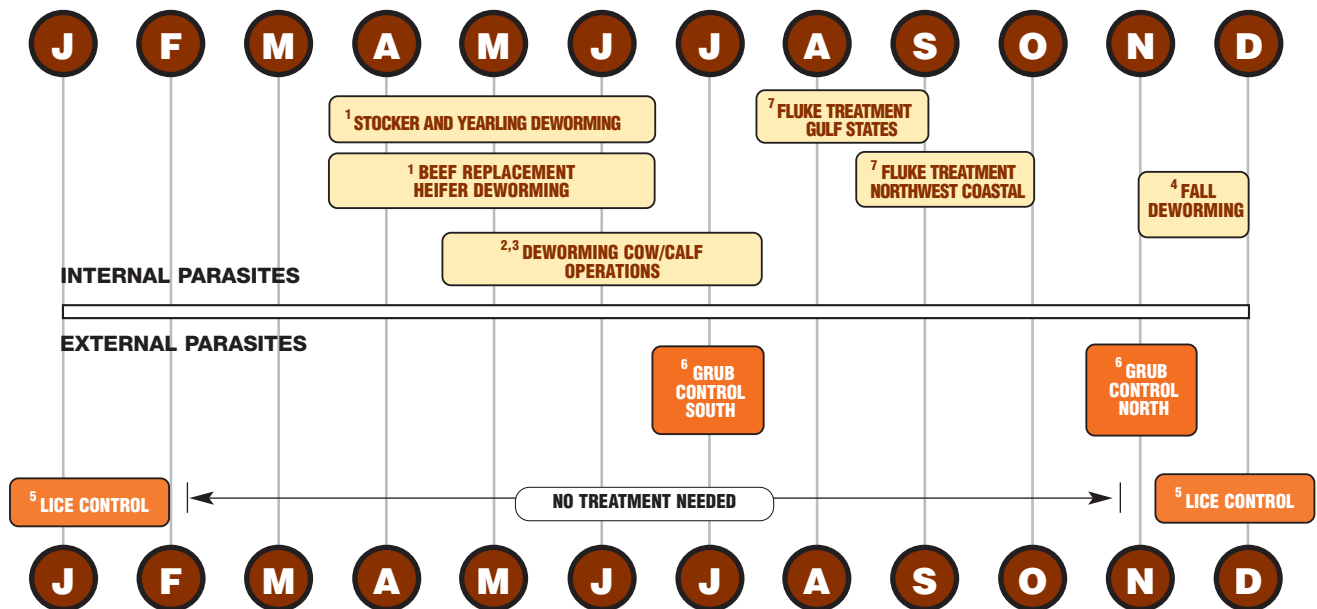 J F M A M J J A S O N D
1 STOCKER AND YEARLING DEWORMING
7 FLUKE TREATMENT
GULF STATES
1 BEEF REPLACEMENT
HEIFER DEWORMING
7 FLUKE TREATMENT
NORTHWEST COASTAL
4 FALL
DEWORMING
2,3 DEWORMING COW/CALF
OPERATIONS
INTERNAL PARASITES
EXTERNAL PARASITES
6 GRUB
CONTROL
SOUTH
6 GRUB
CONTROL
NORTH
5 LICE CONTROL
NO TREATMENT NEEDED
5 LICE CONTROL
J F M A M J J A S O N D